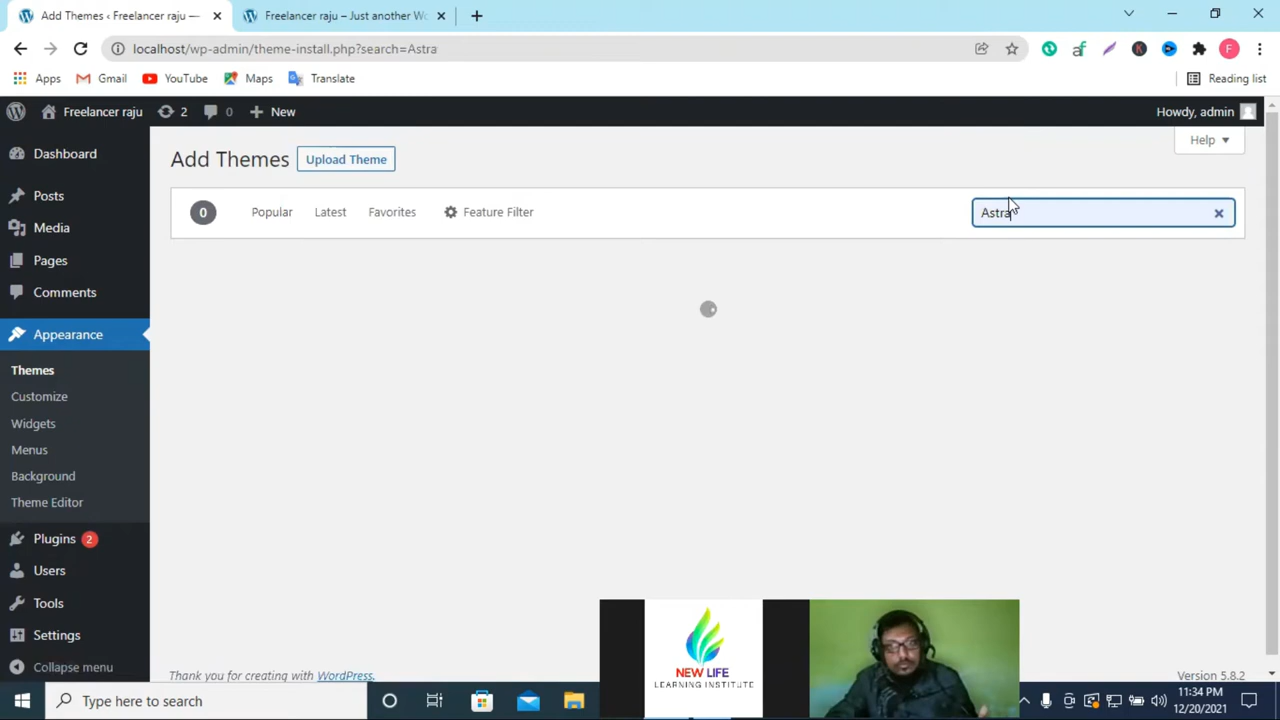 Add Themes ‹ Freelancer raju —
Freelancer raju – Just another Wo
localhost/wp-admin/theme-install.php?search=Astra
Apps
Gmail
YouTube
Maps
Translate
Reading list
Freelancer raju
2
0
New
Howdy, admin
Dashboard
Posts
Media
Pages
Comments
Appearance
Themes
Customize
Widgets
Menus
Background
Theme Editor
Plugins 2
Users
Tools
Settings
Collapse menu
Add Themes
Upload Theme
Help
0
Popular
Latest
Favorites
Feature Filter
Astra
Thank you for creating with WordPress.
Version 5.8.2
NEW LIFE
LEARNING INSTITUTE
Type here to search
11:34 PM
12/20/2021